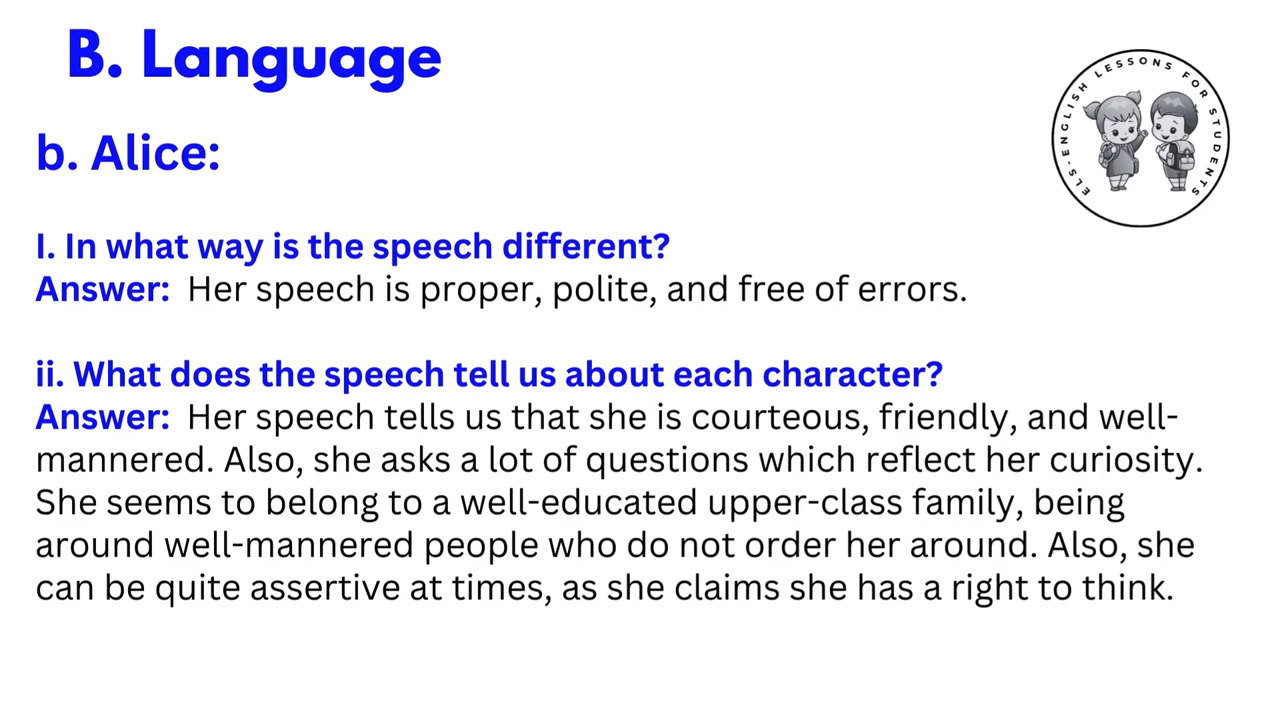 B. Language
ELS-ENGLISH LESSONS FOR STUDENTS
b. Alice:
I. In what way is the speech different?
Answer: Her speech is proper, polite, and free of errors.
ii. What does the speech tell us about each character?
Answer: Her speech tells us that she is courteous, friendly, and well-
mannered. Also, she asks a lot of questions which reflect her curiosity.
She seems to belong to a well-educated upper-class family, being
around well-mannered people who do not order her around. Also, she
can be quite assertive at times, as she claims she has a right to think.